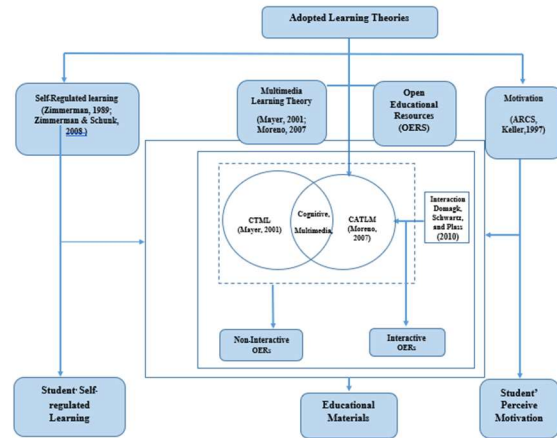 Adopted Learning Theories
Self-Regulated learning
(Zimmerman, 1989;
Zimmerman & Schunk,
2008.)
Multimedia
Learning Theory
(Mayer, 2001;
Moreno, 2007
Open
Educational
Resources
(OERS)
Motivation
(ARCS,
Keller,1997)
CTML
(Mayer, 2001)
Cognitive,
Multimedia,
CATLM
(Moreno,
2007)
Interaction
Domagk,
Schwartz,
and Plass
(2010)
Non-Interactive
OERs
Interactive
OERs
Student· Self-
regulated
Learning
Educational
Materials
Student'
Perceive
Motivation